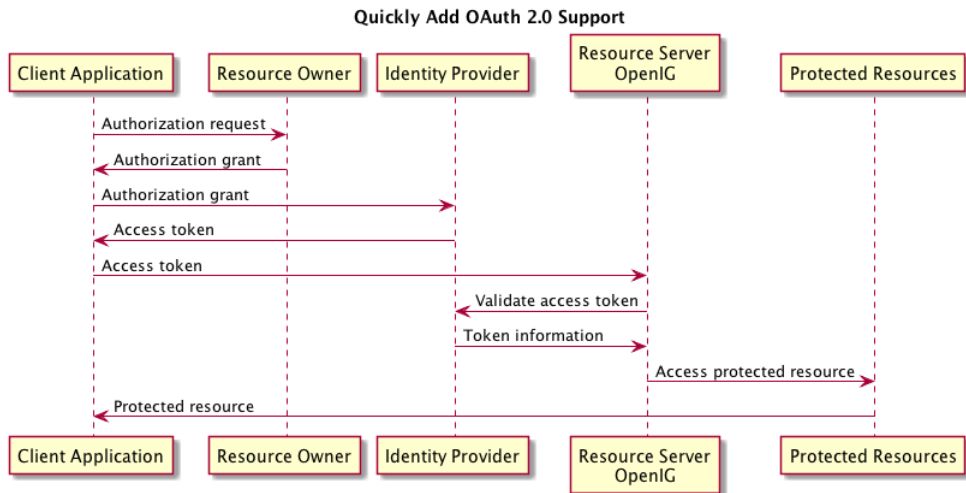 Quickly Add OAuth 2.0 Support
Client Application
Resource Owner
Identity Provider
Resource Server
OpenIG
Protected Resources
Authorization request
Authorization grant
Authorization grant
Access token
Access token
Validate access token
Token information
Access protected resource
Protected resource
Client Application
Resource Owner
Identity Provider
Resource Server
OpenIG
Protected Resources